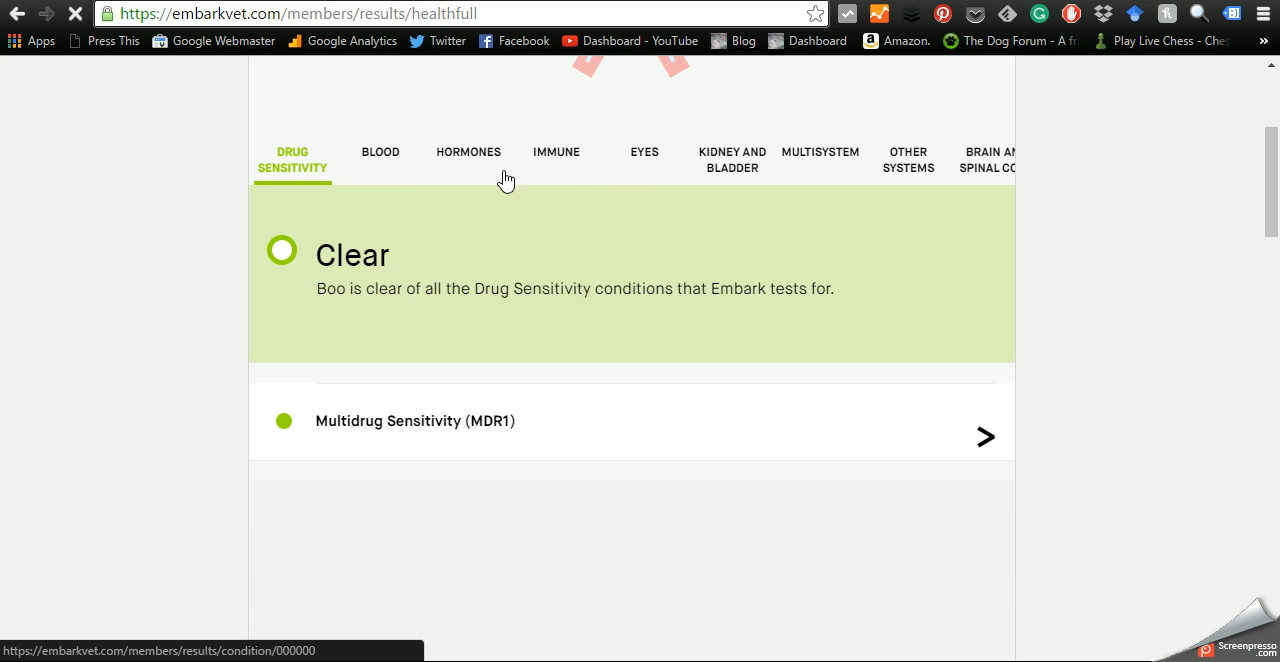 https://embarkvet.com/members/results/healthfull
Apps Press This Google Webmaster Google Analytics Twitter Facebook Dashboard - YouTube Blog Dashboard Amazon. The Dog Forum - A fri Play Live Chess - Ches »
DRUG SENSITIVITY
BLOOD
HORMONES
IMMUNE
EYES
KIDNEY AND BLADDER
MULTISYSTEM
OTHER SYSTEMS
BRAIN AN
SPINAL CO
Clear
Boo is clear of all the Drug Sensitivity conditions that Embark tests for.
Multidrug Sensitivity (MDR1)
>
https://embarkvet.com/members/results/condition/000000
Screenpresso
.com